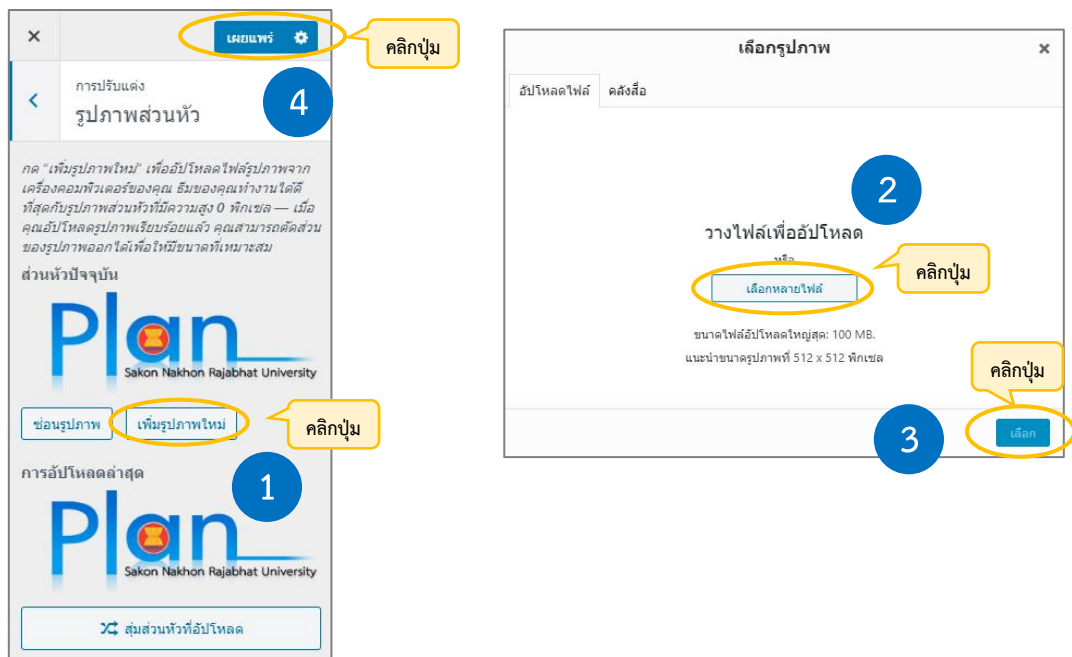 ×
เผยแพร่
คลิกปุ่ม
การปรับแต่ง
รูปภาพส่วนหัว
4
กด "เพิ่มรูปภาพใหม่" เพื่ออัปโหลดไฟล์รูปภาพจาก
เครื่องคอมพิวเตอร์ของคุณ ธีมของคุณทำงานได้ดี
ที่สุดกับรูปภาพส่วนหัวที่มีความสูง 0 พิกเซล — เมื่อ
คุณอัปโหลดรูปภาพเรียบร้อยแล้ว คุณสามารถตัดส่วน
ของรูปภาพออกได้เพื่อให้มีขนาดที่เหมาะสม
ส่วนหัวปัจจุบัน
Plan
Sakon Nakhon Rajabhat University
ซ่อนรูปภาพ
เพิ่มรูปภาพใหม่
คลิกปุ่ม
การอัปโหลดล่าสุด
1
Plan
Sakon Nakhon Rajabhat University
สุ่มส่วนหัวที่อัปโหลด
เลือกรูปภาพ
×
อัปโหลดไฟล์ คลังสื่อ
2
วางไฟล์เพื่ออัปโหลด
หรือ
เลือกหลายไฟล์
คลิกปุ่ม
ขนาดไฟล์อัปโหลดใหญ่สุด: 100 MB.
แนะนำขนาดรูปภาพที่ 512 x 512 พิกเซล
คลิกปุ่ม
3
เลือก